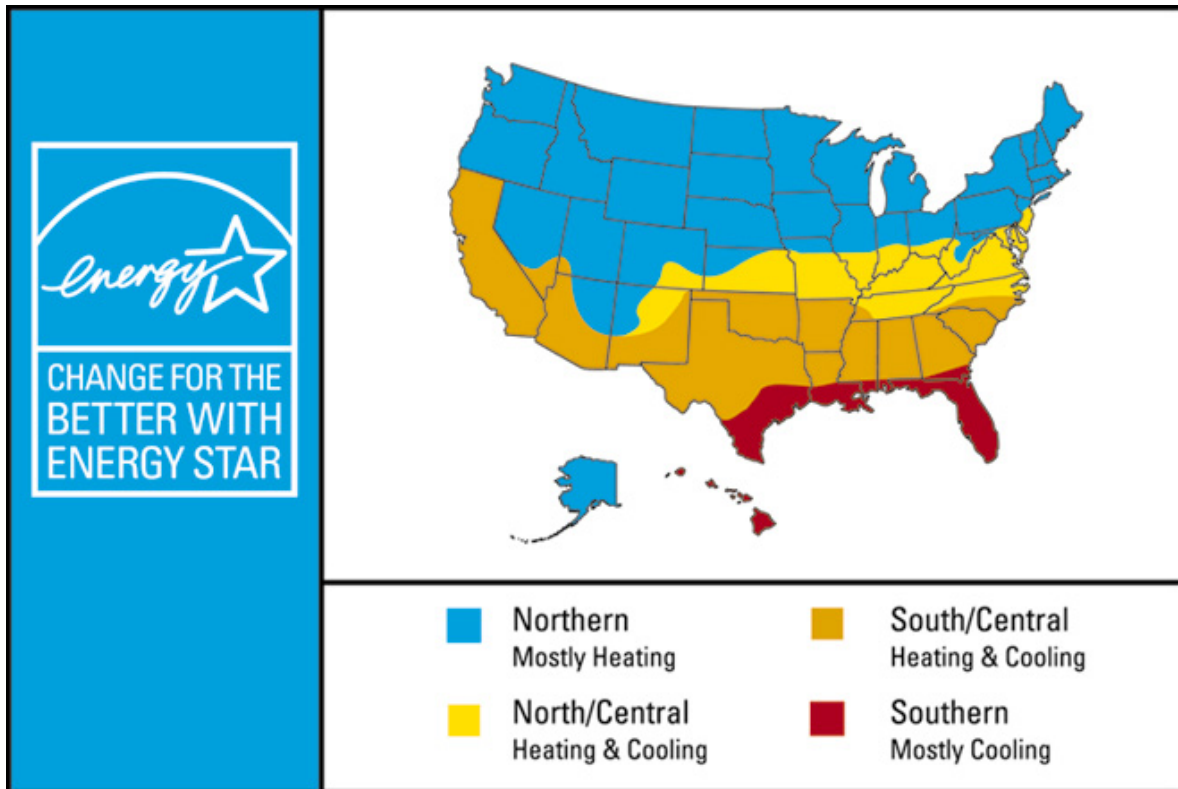 energy
CHANGE FOR THE
BETTER WITH
ENERGY STAR
Northern
Mostly Heating
North/Central
Heating & Cooling
South/Central
Heating & Cooling
Southern
Mostly Cooling